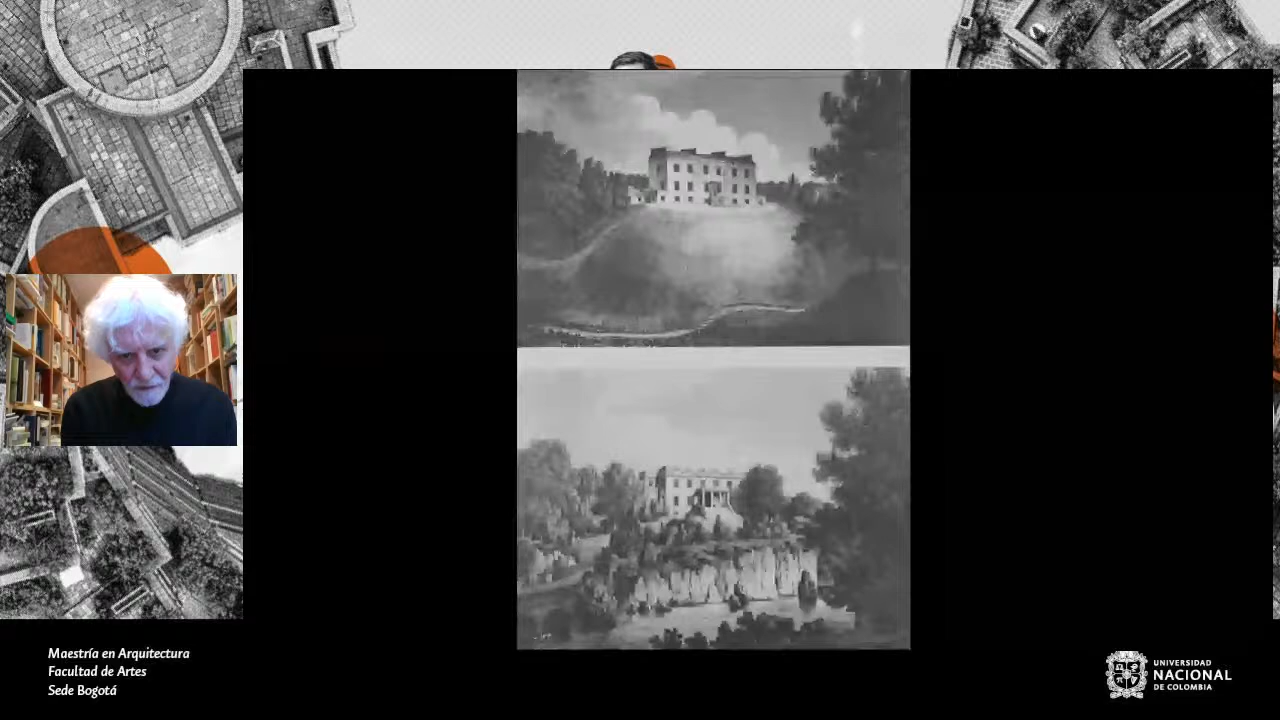 Maestría en Arquitectura
Facultad de Artes
Sede Bogotá
UNIVERSIDAD
NACIONAL
DE COLOMBIA